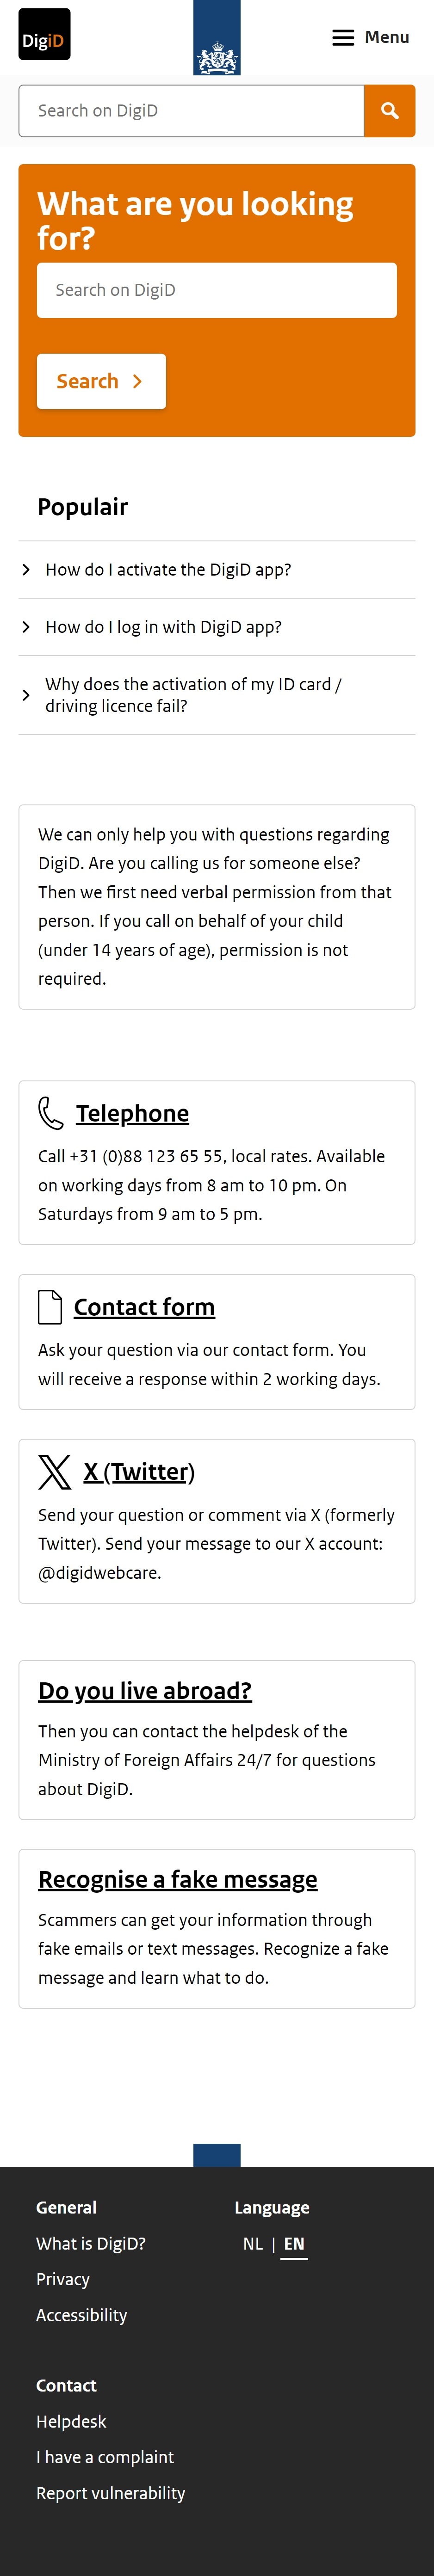 DigiD
Menu
Search on DigiD
What are you looking
for?
Search on DigiD
Search
Populair
How do I activate the DigiD app?
How do I log in with DigiD app?
Why does the activation of my ID card /
driving licence fail?
We can only help you with questions regarding
DigiD. Are you calling us for someone else?
Then we first need verbal permission from that
person. If you call on behalf of your child
(under 14 years of age), permission is not
required.
Telephone
Call +31 (0)88 123 65 55, local rates. Available
on working days from 8 am to 10 pm. On
Saturdays from 9 am to 5 pm.
Contact form
Ask your question via our contact form. You
will receive a response within 2 working days.
X (Twitter)
Send your question or comment via X (formerly
Twitter). Send your message to our X account:
@digidwebcare.
Do you live abroad?
Then you can contact the helpdesk of the
Ministry of Foreign Affairs 24/7 for questions
about DigiD.
Recognise a fake message
Scammers can get your information through
fake emails or text messages. Recognize a fake
message and learn what to do.
General
What is DigiD?
Privacy
Accessibility
Language
NL | EN
Contact
Helpdesk
I have a complaint
Report vulnerability